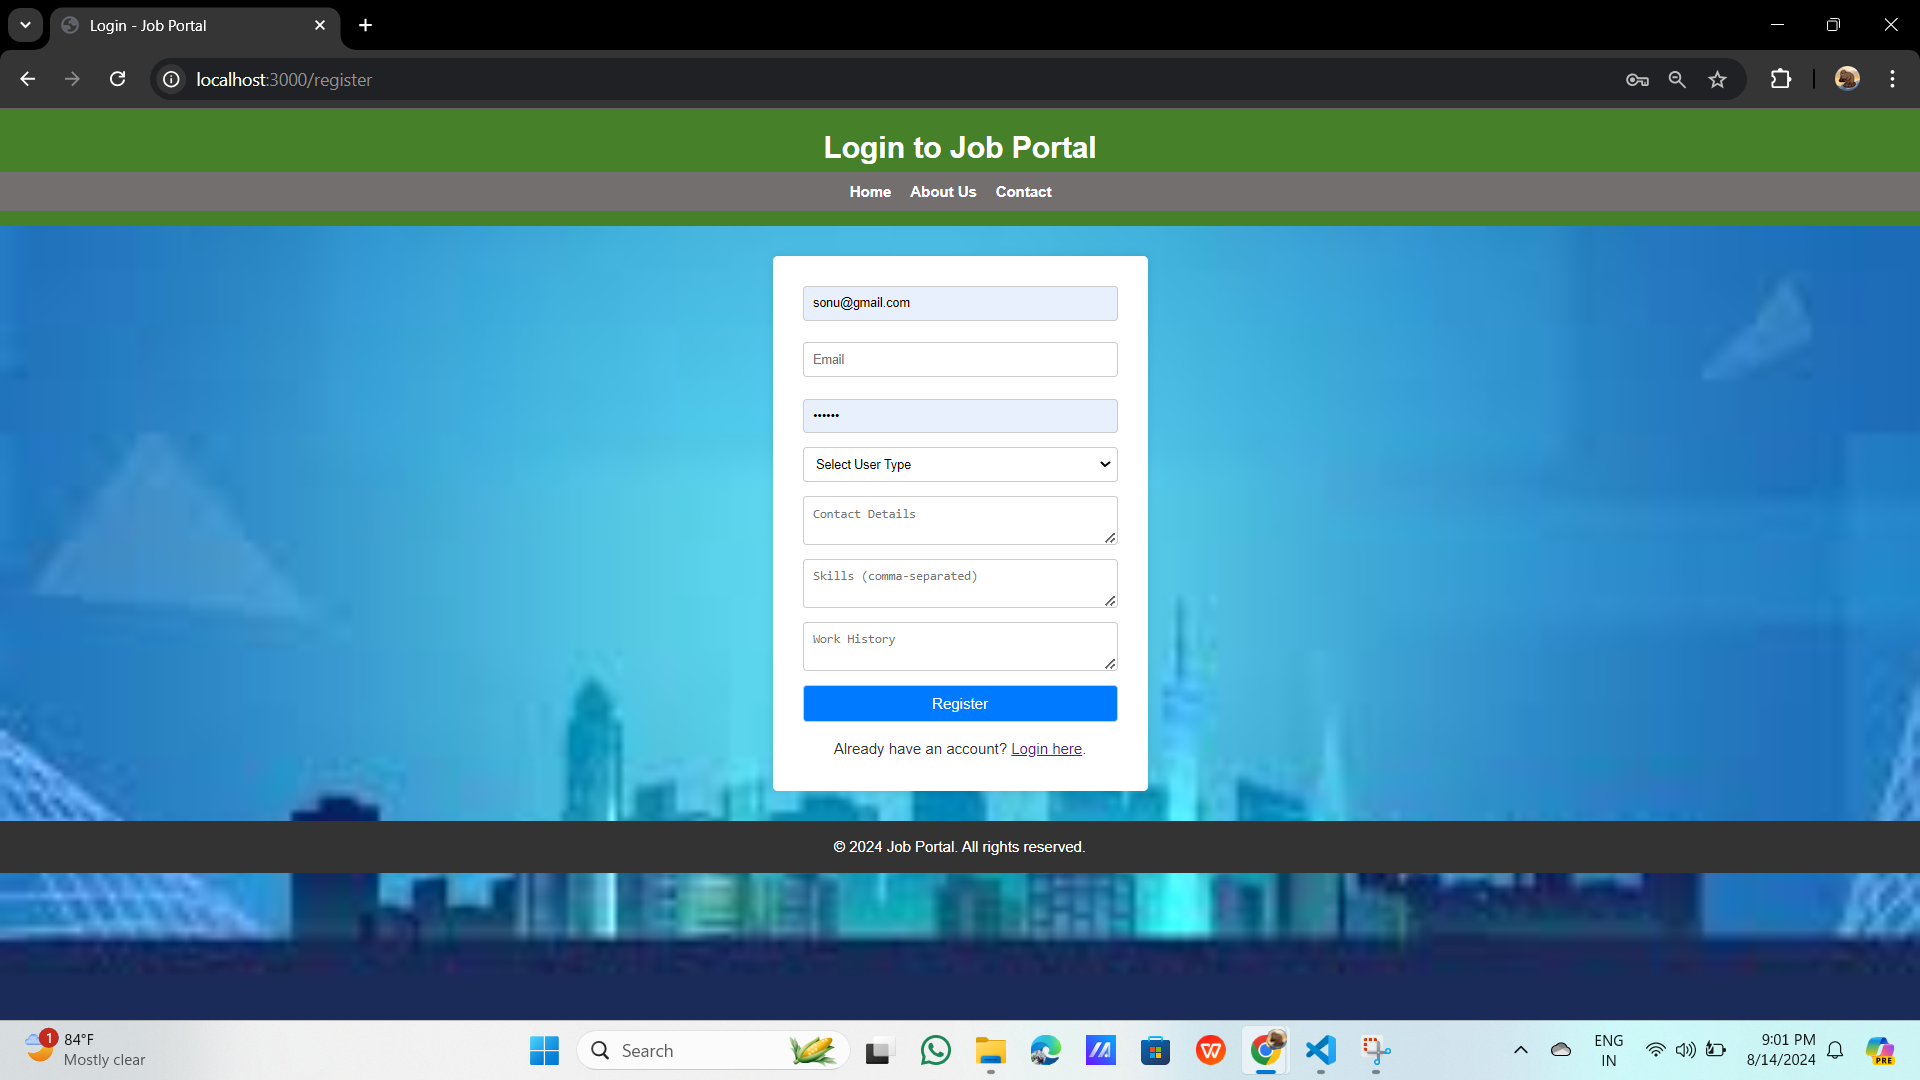 Login - Job Portal
localhost:3000/register
Login to Job Portal
Home About Us Contact
sonu@gmail.com
Email
••••••
Select User Type
Contact Details
Skills (comma-separated)
Work History
Register
Already have an account? Login here.
© 2024 Job Portal. All rights reserved.
1
84°F
Mostly clear
Search
W
PRE
ENG
IN
9:01 PM
8/14/2024